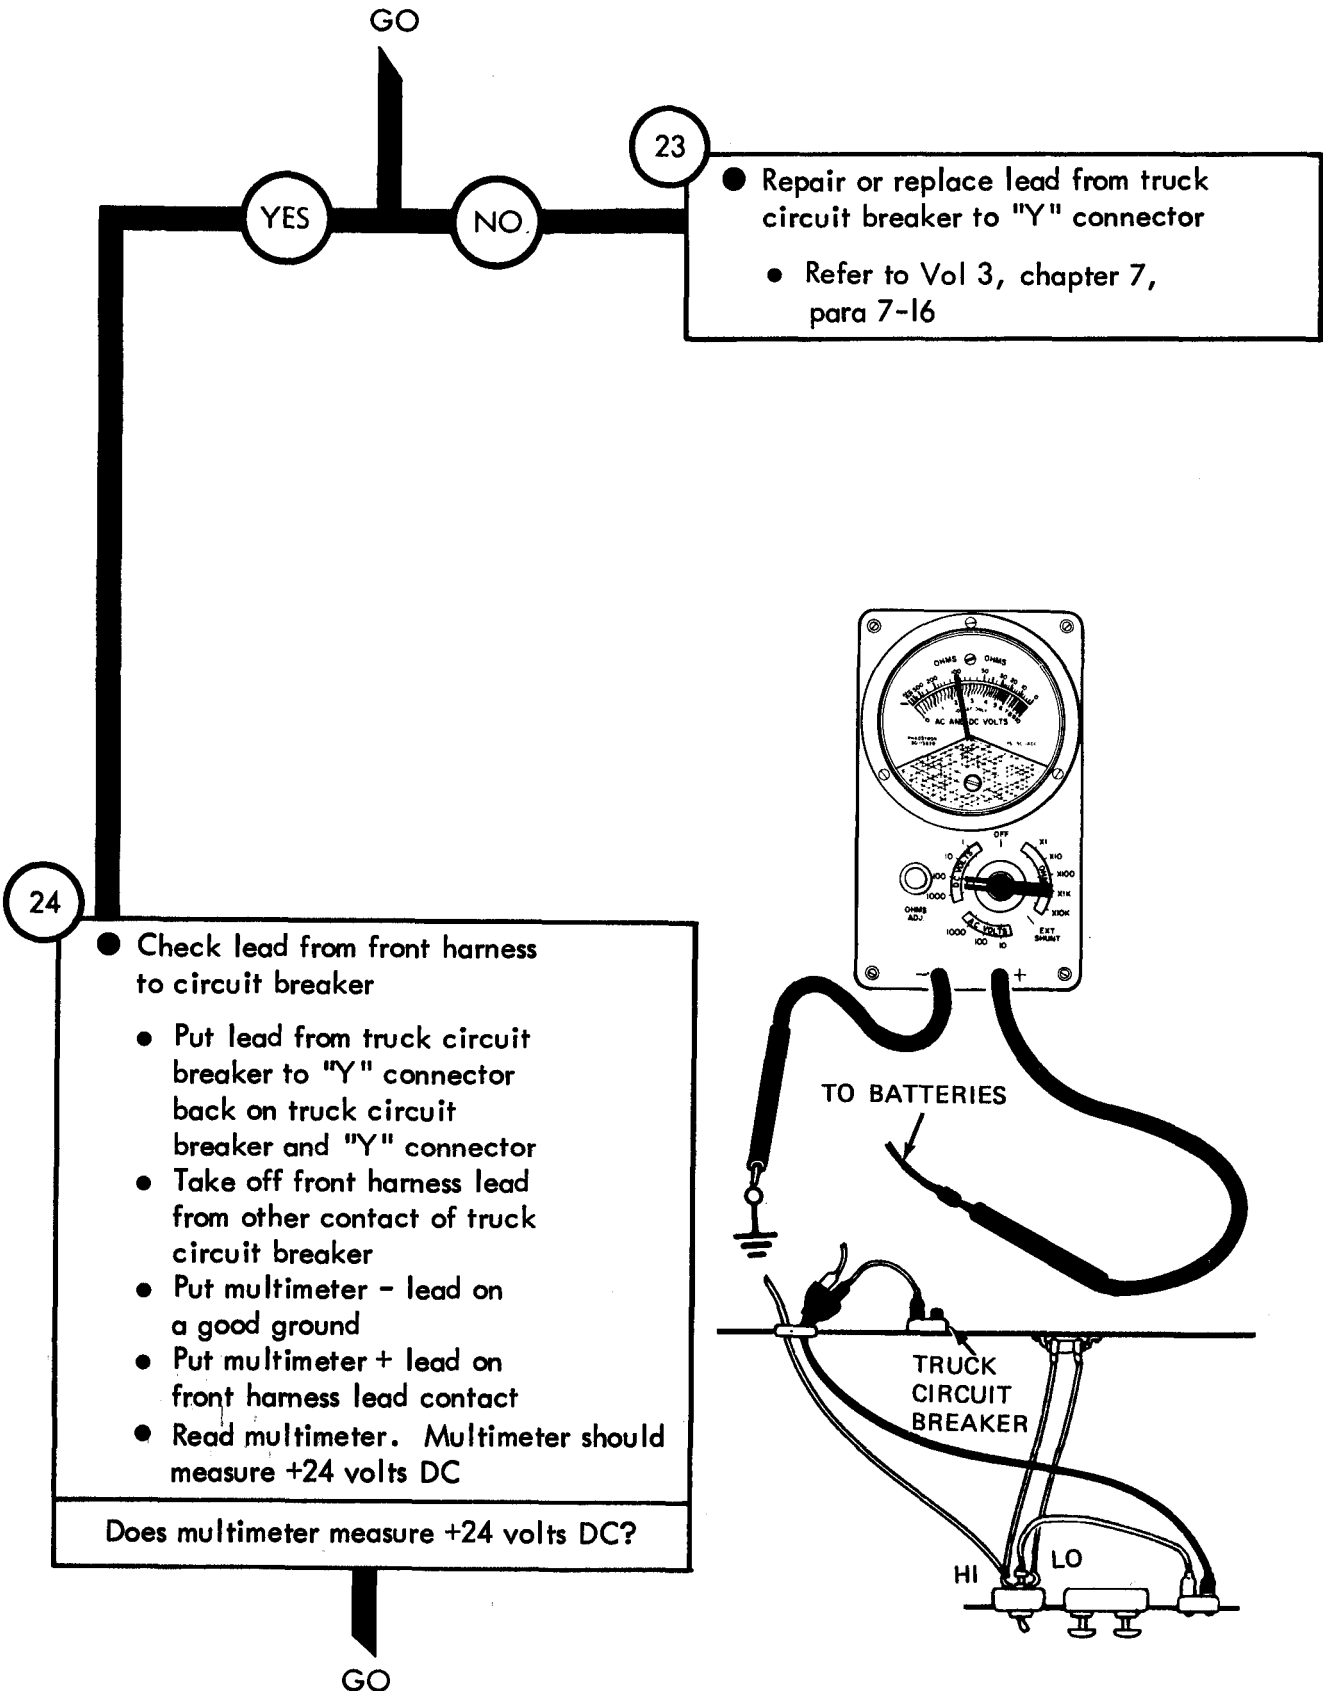 GO
23
● Repair or replace lead from truck
circuit breaker to "Y" connector
● Refer to Vol 3, chapter 7,
para 7-16
YES
NO
24
● Check lead from front harness
to circuit breaker
● Put lead from truck circuit
breaker to "Y" connector
back on truck circuit
breaker and "Y" connector
● Take off front harness lead
from other contact of truck
circuit breaker
● Put multimeter - lead on
a good ground
● Put multimeter + lead on
front harness lead contact
● Read multimeter. Multimeter should
measure +24 volts DC
Does multimeter measure +24 volts DC?
GO
OHMS OHMS
AC AND DC VOLTS
OFF
DC VOLTS
1
10
100
1000
X1
X10
X100
X1K
X10K
OHMS
ADJ
AC VOLTS
1000
100
10
EXT
SHUNT
- +
TO BATTERIES
TRUCK
CIRCUIT
BREAKER
HI
LO